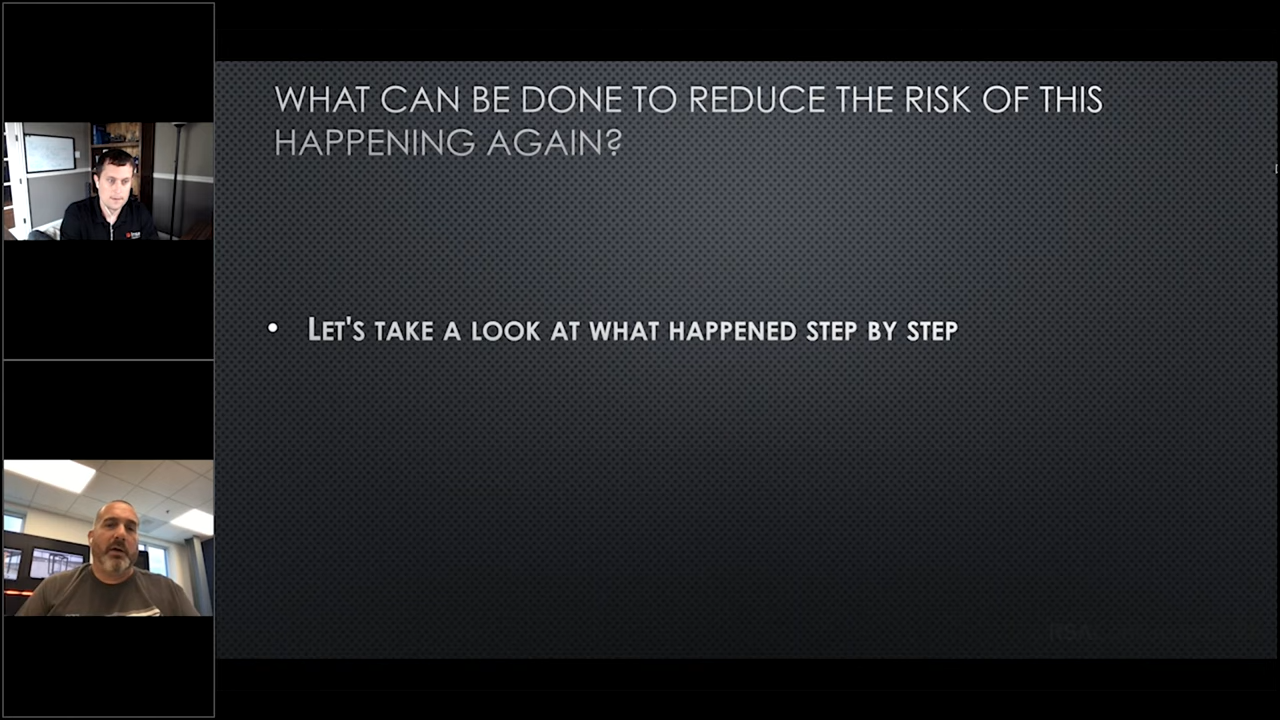 WHAT CAN BE DONE TO REDUCE THE RISK OF THIS
HAPPENING AGAIN?
• LET'S TAKE A LOOK AT WHAT HAPPENED STEP BY STEP